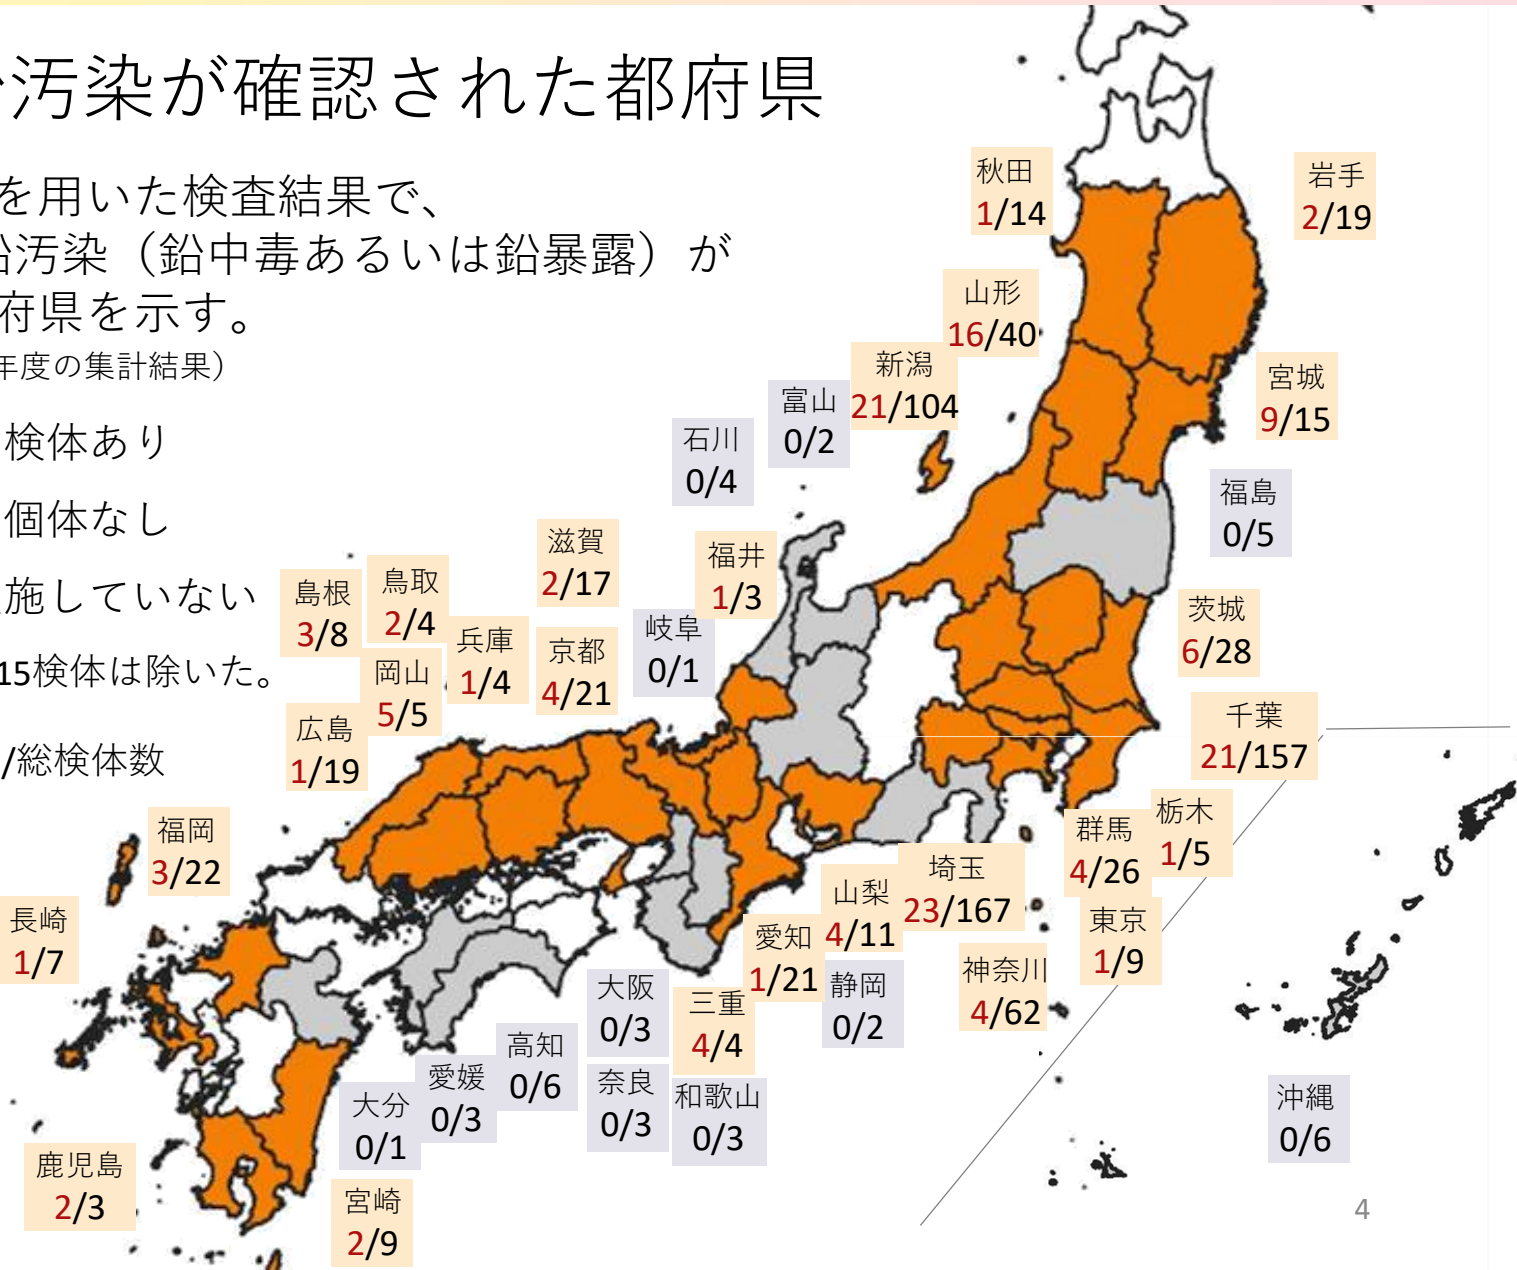 汚染が確認された都府県
を用いた検査結果で、
汚染（鉛中毒あるいは鉛暴露）が
府県を示す。
年度の集計結果）
検体あり
個体なし
施していない
15検体は除いた。
/総検体数
秋田
1/14
岩手
2/19
山形
16/40
新潟
21/104
宮城
9/15
富山
0/2
石川
0/4
福島
0/5
滋賀
2/17
福井
1/3
島根
3/8
鳥取
2/4
兵庫
1/4
京都
4/21
岐阜
0/1
茨城
6/28
岡山
5/5
広島
1/19
千葉
21/157
福岡
3/22
群馬
4/26
栃木
1/5
埼玉
23/167
山梨
4/11
長崎
1/7
愛知
1/21
東京
1/9
神奈川
4/62
静岡
0/2
大阪
0/3
三重
4/4
高知
0/6
愛媛
0/3
奈良
0/3
和歌山
0/3
大分
0/1
沖縄
0/6
鹿児島
2/3
宮崎
2/9
4